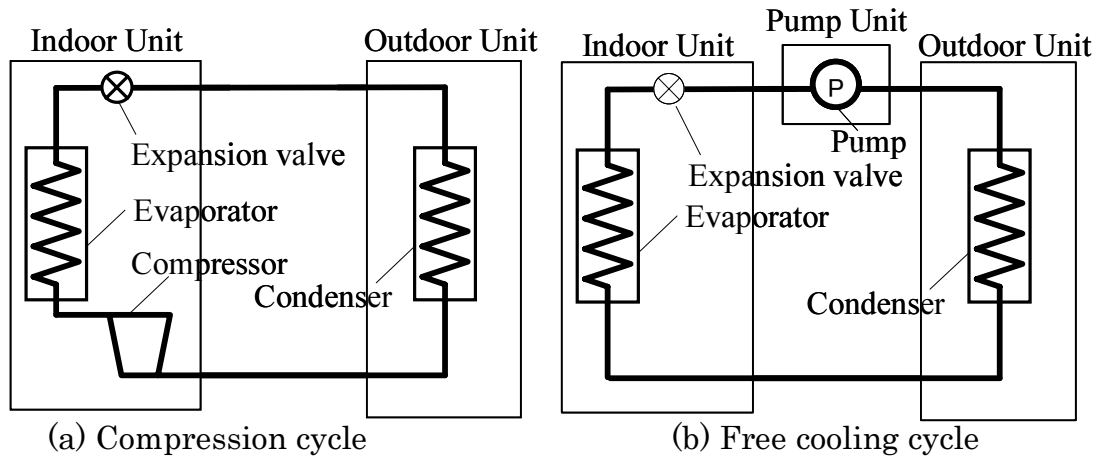 Indoor Unit
Outdoor Unit
Expansion valve
Evaporator
Compressor
Condenser
(a) Compression cycle
Pump Unit
Indoor Unit
Outdoor Unit
P
Pump
Expansion valve
Evaporator
Condenser
(b) Free cooling cycle